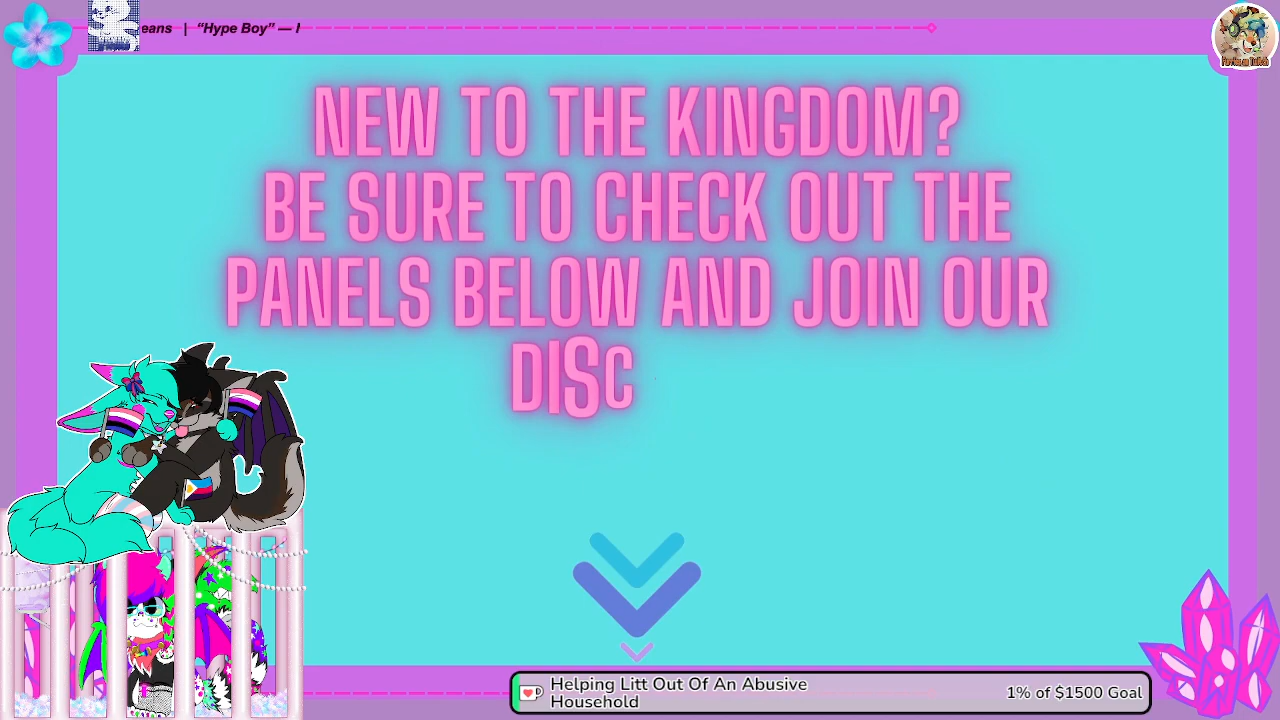 eans | “Hype Boy” — I
NEW TO THE KINGDOM?
BE SURE TO CHECK OUT THE
PANELS BELOW AND JOIN OUR
DISC
Helping Litt Out Of An Abusive
Household
1% of $1500 Goal